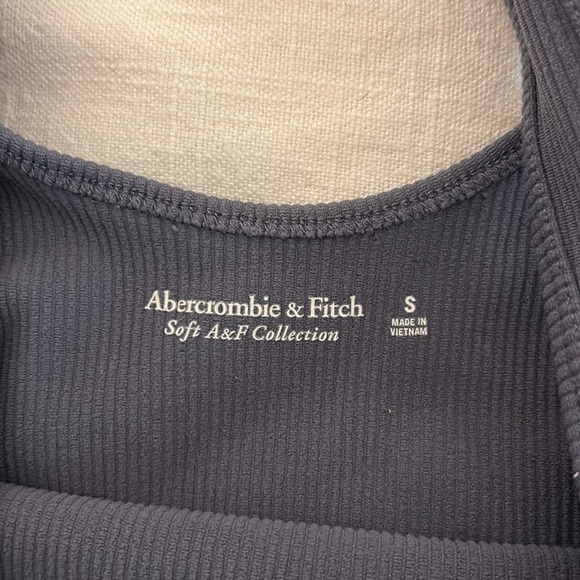 Abercrombie & Fitch
Soft A&F Collection
S
MADE IN
VIETNAM